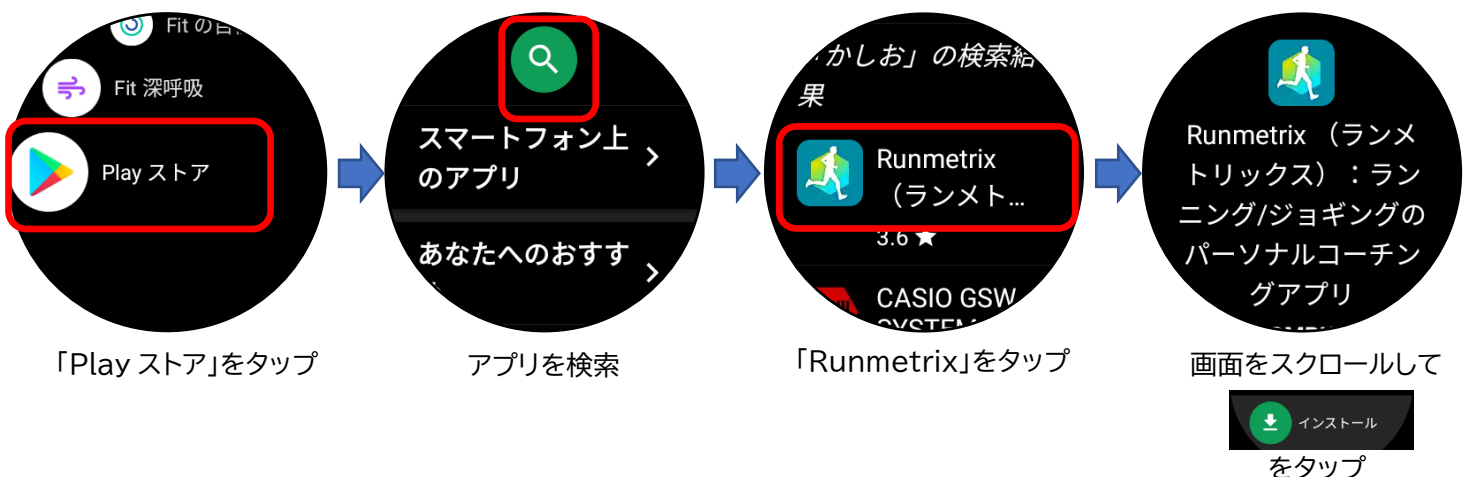 Fit の目
Fit 深呼吸
Play ストア
「Play ストア」をタップ
スマートフォン上
のアプリ
あなたへのおすす
アプリを検索
「かしお」の検索結
果
Runmetrix
（ランメト…
3.6 ★
CASIO GSW
SYSTEM
「Runmetrix」をタップ
Runmetrix （ランメ
トリックス）：ラン
ニング/ジョギングの
パーソナルコーチン
グアプリ
画面をスクロールして
インストール
をタップ